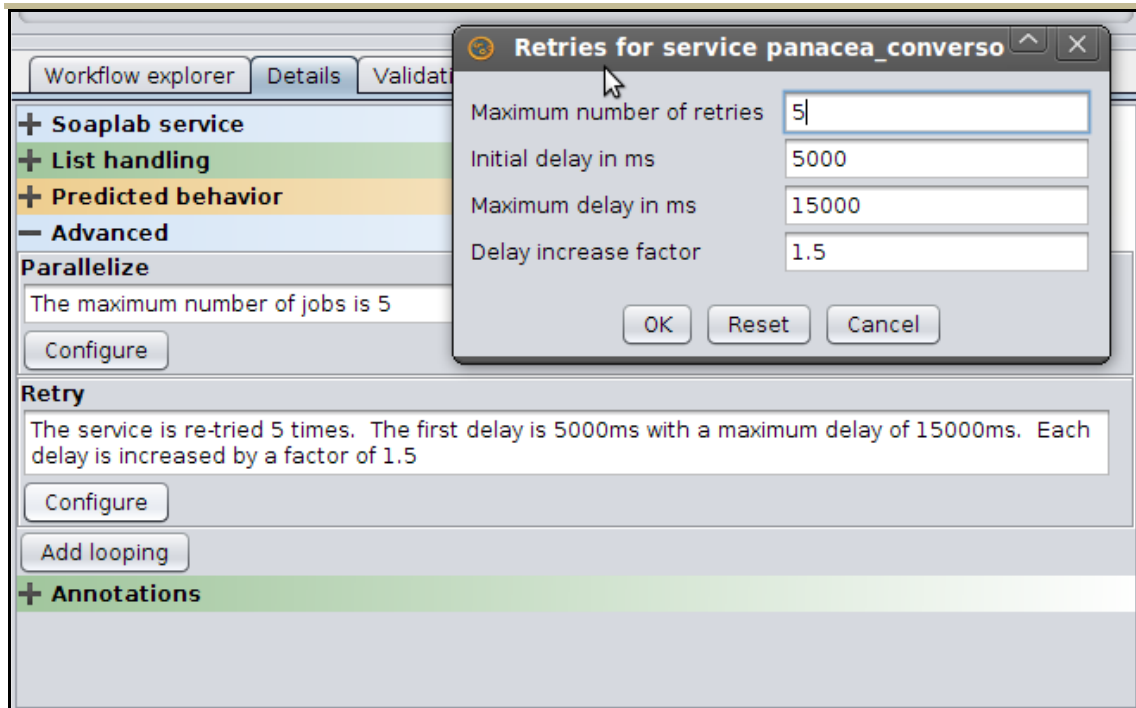 Retries for service panacea_converso
Workflow explorer Details Validati
Maximum number of retries 5
Initial delay in ms 5000
Maximum delay in ms 15000
Delay increase factor 1.5
OK Reset Cancel
Soaplab service
List handling
Predicted behavior
Advanced
Parallelize
The maximum number of jobs is 5
Configure
Retry
The service is re-tried 5 times. The first delay is 5000ms with a maximum delay of 15000ms. Each
delay is increased by a factor of 1.5
Configure
Add looping
Annotations